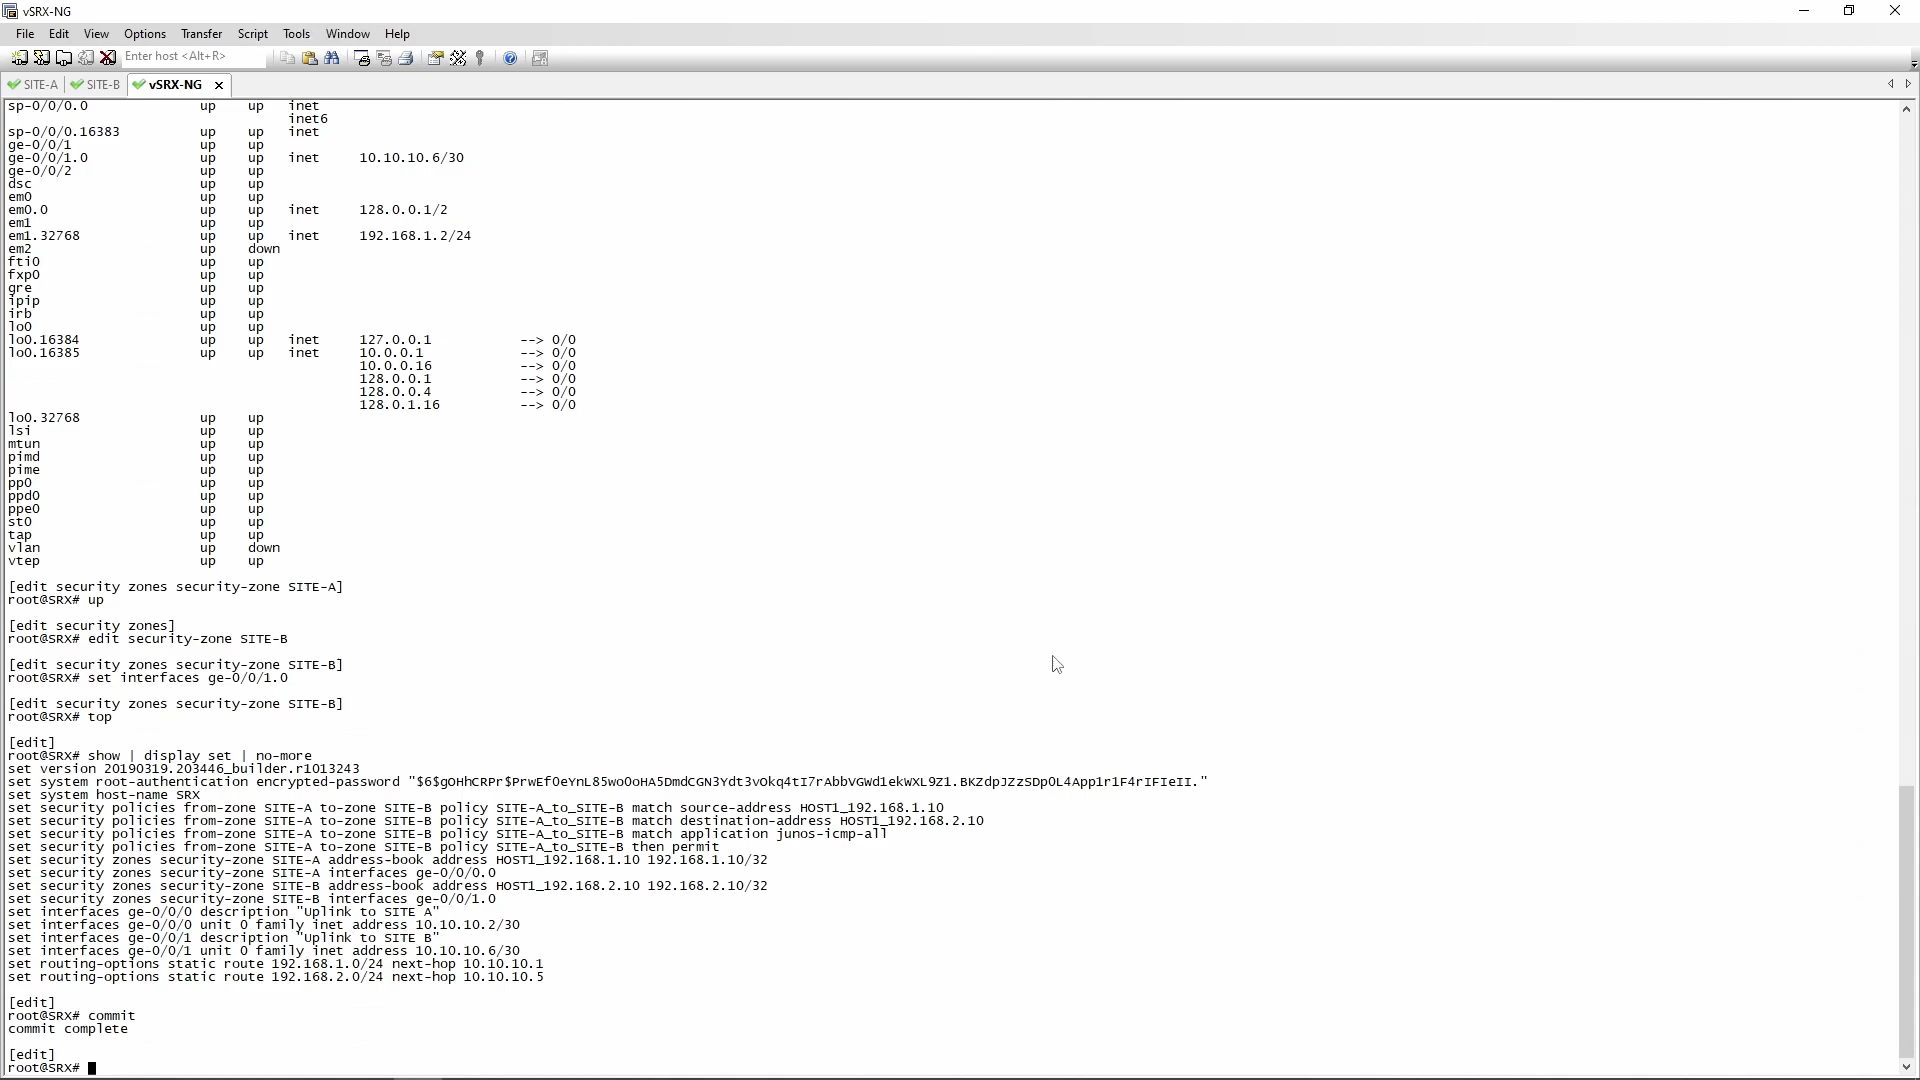 vSRX-NG
File Edit View Options Transfer Script Tools Window Help
Enter host <Alt+R>
SITE-A SITE-B vSRX-NG
sp-0/0/0.0 up up inet
inet6
sp-0/0/0.16383 up up inet
ge-0/0/1 up up
ge-0/0/1.0 up up inet 10.10.10.6/30
ge-0/0/2 up up
dsc up up
em0 up up
em0.0 up up inet 128.0.0.1/2
em1 up up
em1.32768 up up inet 192.168.1.2/24
em2 up down
fti0 up up
fxp0 up up
gre up up
ipip up up
irb up up
lo0 up up
lo0.16384 up up inet 127.0.0.1 --> 0/0
lo0.16385 up up inet 10.0.0.1 --> 0/0
10.0.0.16 --> 0/0
128.0.0.1 --> 0/0
128.0.0.4 --> 0/0
128.0.1.16 --> 0/0
lo0.32768 up up
lsi up up
mtun up up
pimd up up
pime up up
pp0 up up
ppd0 up up
ppe0 up up
st0 up up
tap up up
vlan up down
vtep up up
[edit security zones security-zone SITE-A]
root@SRX# up
[edit security zones]
root@SRX# edit security-zone SITE-B
[edit security zones security-zone SITE-B]
root@SRX# set interfaces ge-0/0/1.0
[edit security zones security-zone SITE-B]
root@SRX# top
[edit]
root@SRX# show | display set | no-more
set version 20190319.203446_builder.r1013243
set system root-authentication encrypted-password "$6$gOHhCRPr$PrwEf0eYnL85wo0oHA5DmdCGN3Ydt3vOkq4tI7rAbbVGWd1ekWXL9Z1.BKZdpJZzSDp0L4App1r1F4rIFIeII."
set system host-name SRX
set security policies from-zone SITE-A to-zone SITE-B policy SITE-A_to_SITE-B match source-address HOST1_192.168.1.10
set security policies from-zone SITE-A to-zone SITE-B policy SITE-A_to_SITE-B match destination-address HOST1_192.168.2.10
set security policies from-zone SITE-A to-zone SITE-B policy SITE-A_to_SITE-B match application junos-icmp-all
set security policies from-zone SITE-A to-zone SITE-B policy SITE-A_to_SITE-B then permit
set security zones security-zone SITE-A address-book address HOST1_192.168.1.10 192.168.1.10/32
set security zones security-zone SITE-A interfaces ge-0/0/0.0
set security zones security-zone SITE-B address-book address HOST1_192.168.2.10 192.168.2.10/32
set security zones security-zone SITE-B interfaces ge-0/0/1.0
set interfaces ge-0/0/0 description "Uplink to SITE A"
set interfaces ge-0/0/0 unit 0 family inet address 10.10.10.2/30
set interfaces ge-0/0/1 description "Uplink to SITE B"
set interfaces ge-0/0/1 unit 0 family inet address 10.10.10.6/30
set routing-options static route 192.168.1.0/24 next-hop 10.10.10.1
set routing-options static route 192.168.2.0/24 next-hop 10.10.10.5
[edit]
root@SRX# commit
commit complete
[edit]
root@SRX#